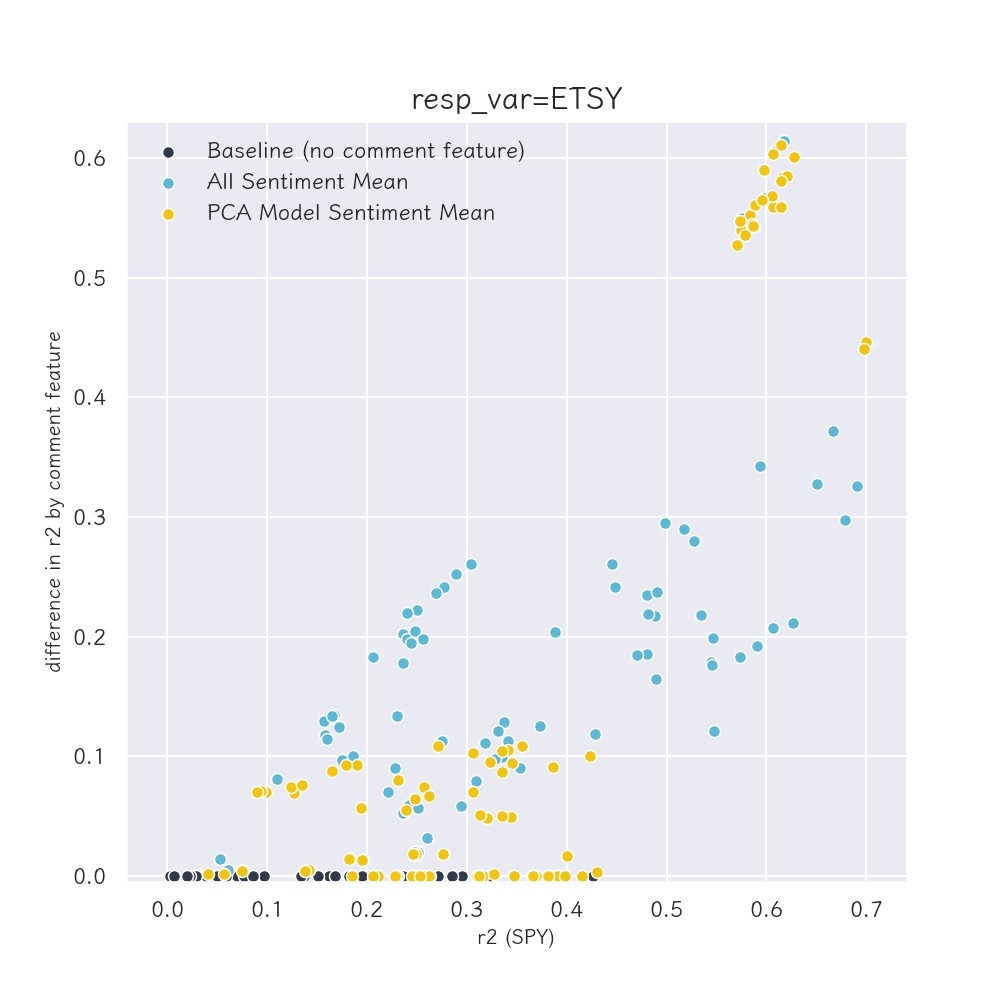 resp_var=ETSY
Baseline (no comment feature)
All Sentiment Mean
PCA Model Sentiment Mean
difference in r2 by comment feature
0.6
0.5
0.4
0.3
0.2
0.1
0.0
0.0 0.1 0.2 0.3 0.4 0.5 0.6 0.7
r2 (SPY)